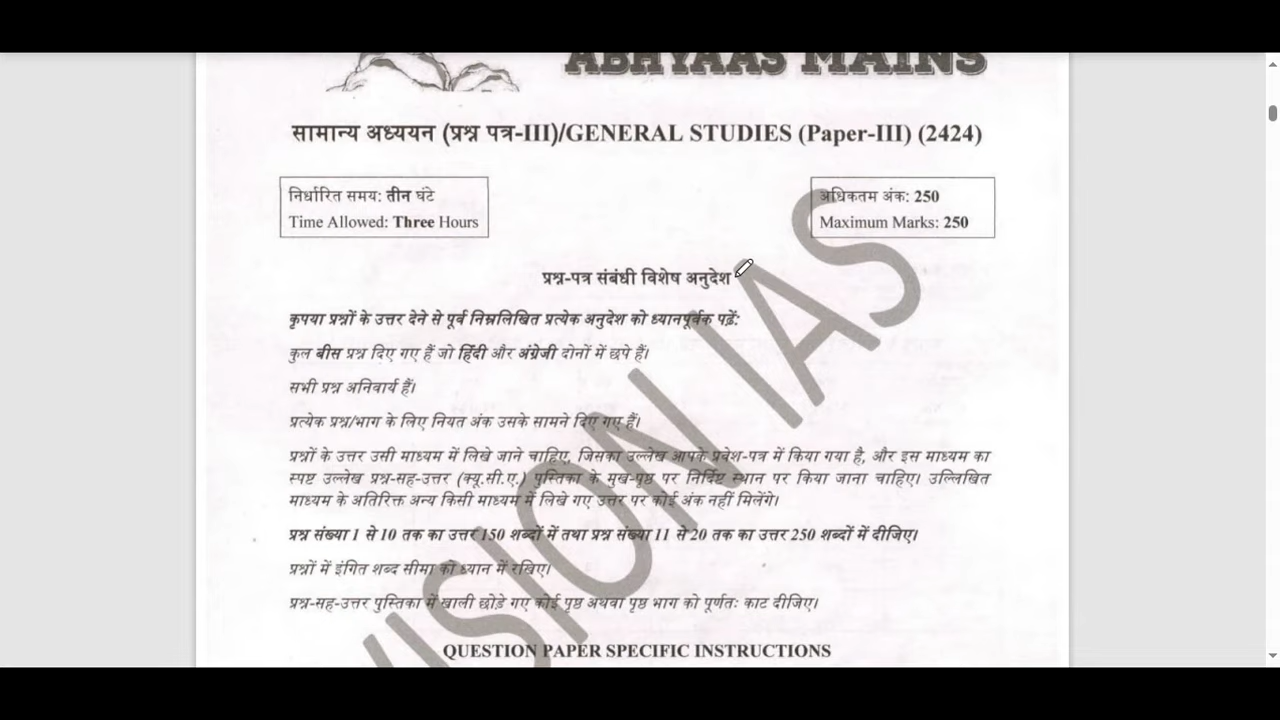 ABHYAAS MAINS
सामान्य अध्ययन (प्रश्न पत्र-III)/GENERAL STUDIES (Paper-III) (2424)
निर्धारित समय: तीन घंटे
Time Allowed: Three Hours
अधिकतम अंक: 250
Maximum Marks: 250
प्रश्न-पत्र संबंधी विशेष अनुदेश
कृपया प्रश्नों के उत्तर देने से पूर्व निम्नलिखित प्रत्येक अनुदेश को ध्यानपूर्वक पढ़ें:
कुल बीस प्रश्न दिए गए हैं जो हिंदी और अंग्रेजी दोनों में छपे हैं।
सभी प्रश्न अनिवार्य हैं।
प्रत्येक प्रश्न/भाग के लिए नियत अंक उसके सामने दिए गए हैं।
प्रश्नों के उत्तर उसी माध्यम में लिखे जाने चाहिए, जिसका उल्लेख आपके प्रवेश-पत्र में किया गया है, और इस माध्यम का
स्पष्ट उल्लेख प्रश्न-सह-उत्तर (क्यू.सी.ए.) पुस्तिका के मुख-पृष्ठ पर निर्दिष्ट स्थान पर किया जाना चाहिए। उल्लिखित
माध्यम के अतिरिक्त अन्य किसी माध्यम में लिखे गए उत्तर पर कोई अंक नहीं मिलेंगे।
प्रश्न संख्या 1 से 10 तक का उत्तर 150 शब्दों में तथा प्रश्न संख्या 11 से 20 तक का उत्तर 250 शब्दों में दीजिए।
प्रश्नों में इंगित शब्द सीमा को ध्यान में रखिए।
प्रश्न-सह-उत्तर पुस्तिका में खाली छोड़े गए कोई पृष्ठ अथवा पृष्ठ भाग को पूर्णतः काट दीजिए।
QUESTION PAPER SPECIFIC INSTRUCTIONS
VISION IAS